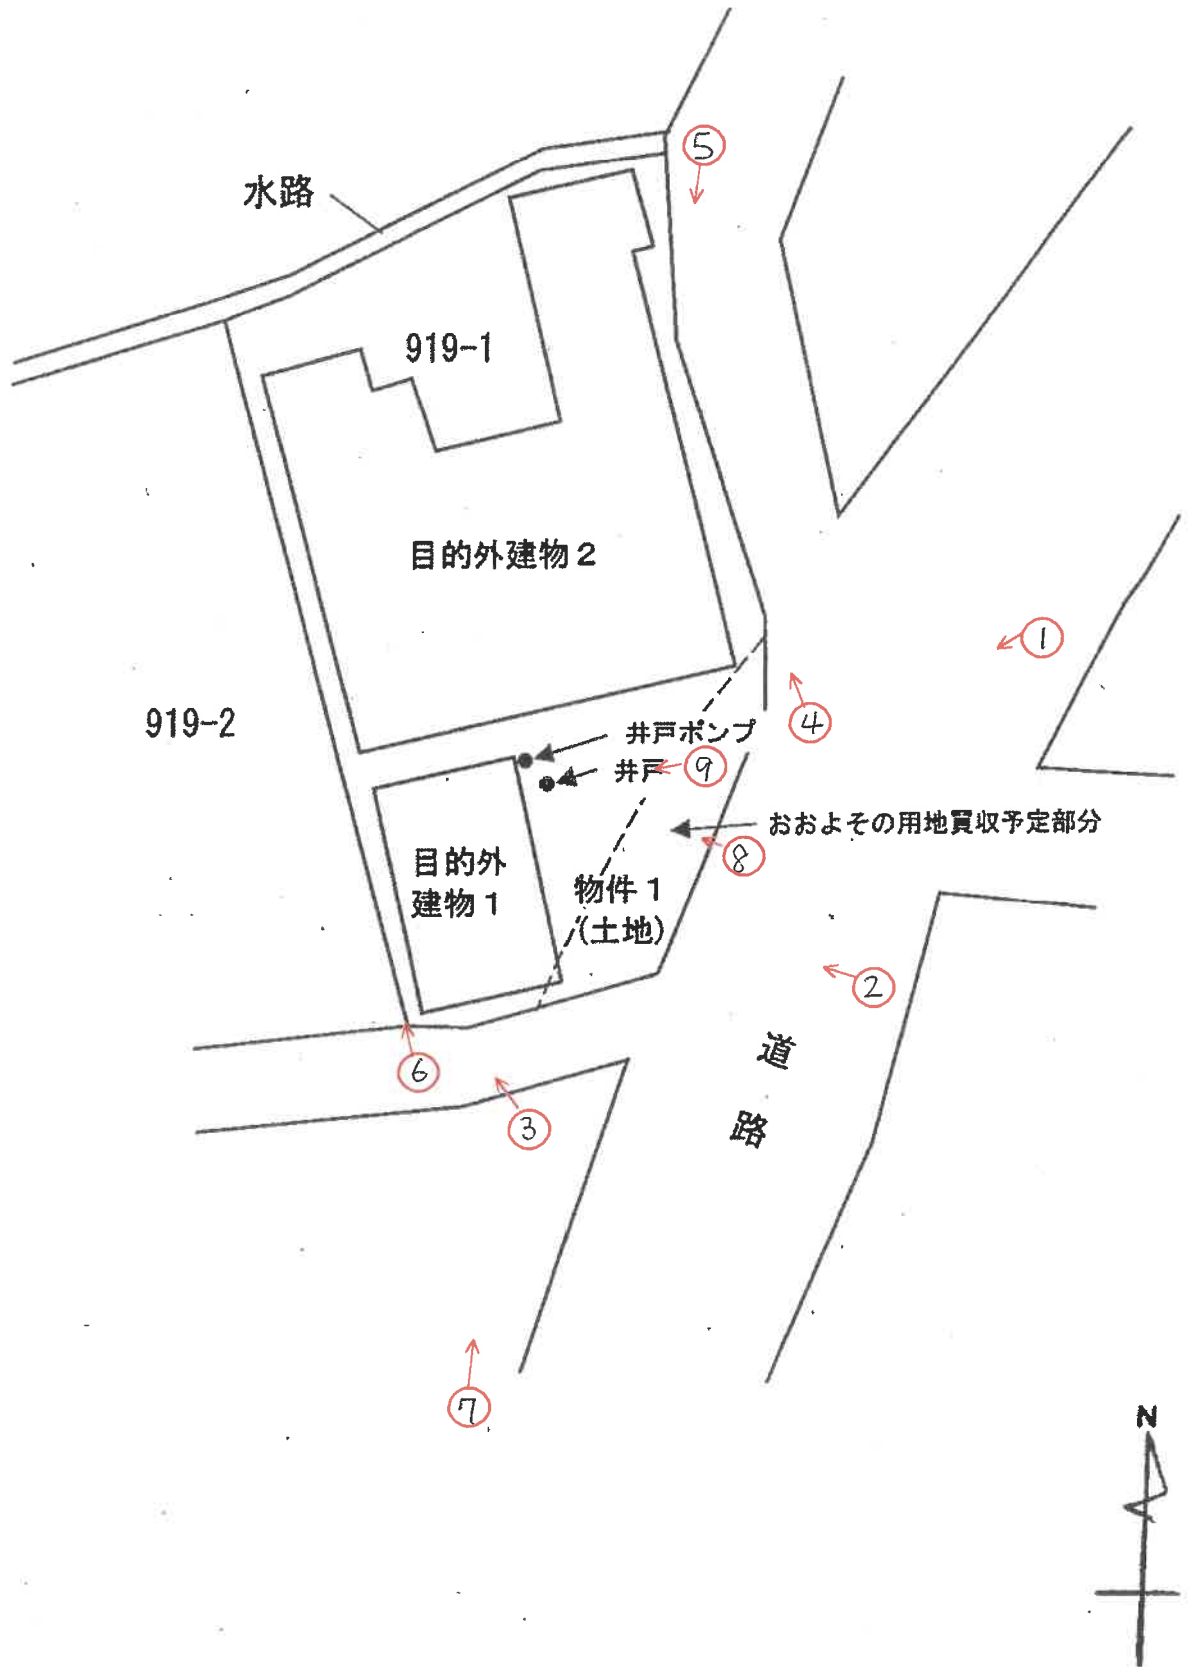 ⑤
水路
919-1
目的外建物2
①
919-2
④
井戸ポンプ
井戸
⑨
おおよその用地買収予定部分
⑧
目的外
建物1
物件1
(土地)
②
道
路
⑥
③
⑦
N